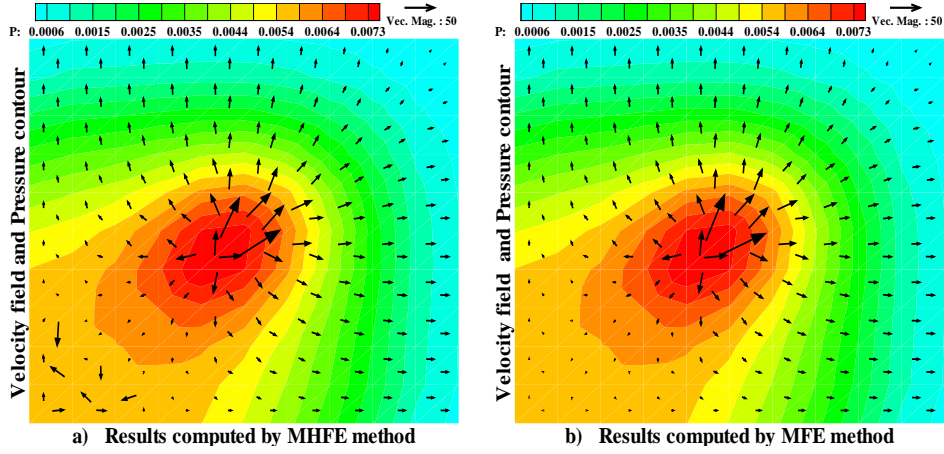 Vec. Mag. : 50
P: 0.0006 0.0015 0.0025 0.0035 0.0044 0.0054 0.0064 0.0073
Velocity field and Pressure contour
a) Results computed by MHFE method
Vec. Mag. : 50
P: 0.0006 0.0015 0.0025 0.0035 0.0044 0.0054 0.0064 0.0073
Velocity field and Pressure contour
b) Results computed by MFE method